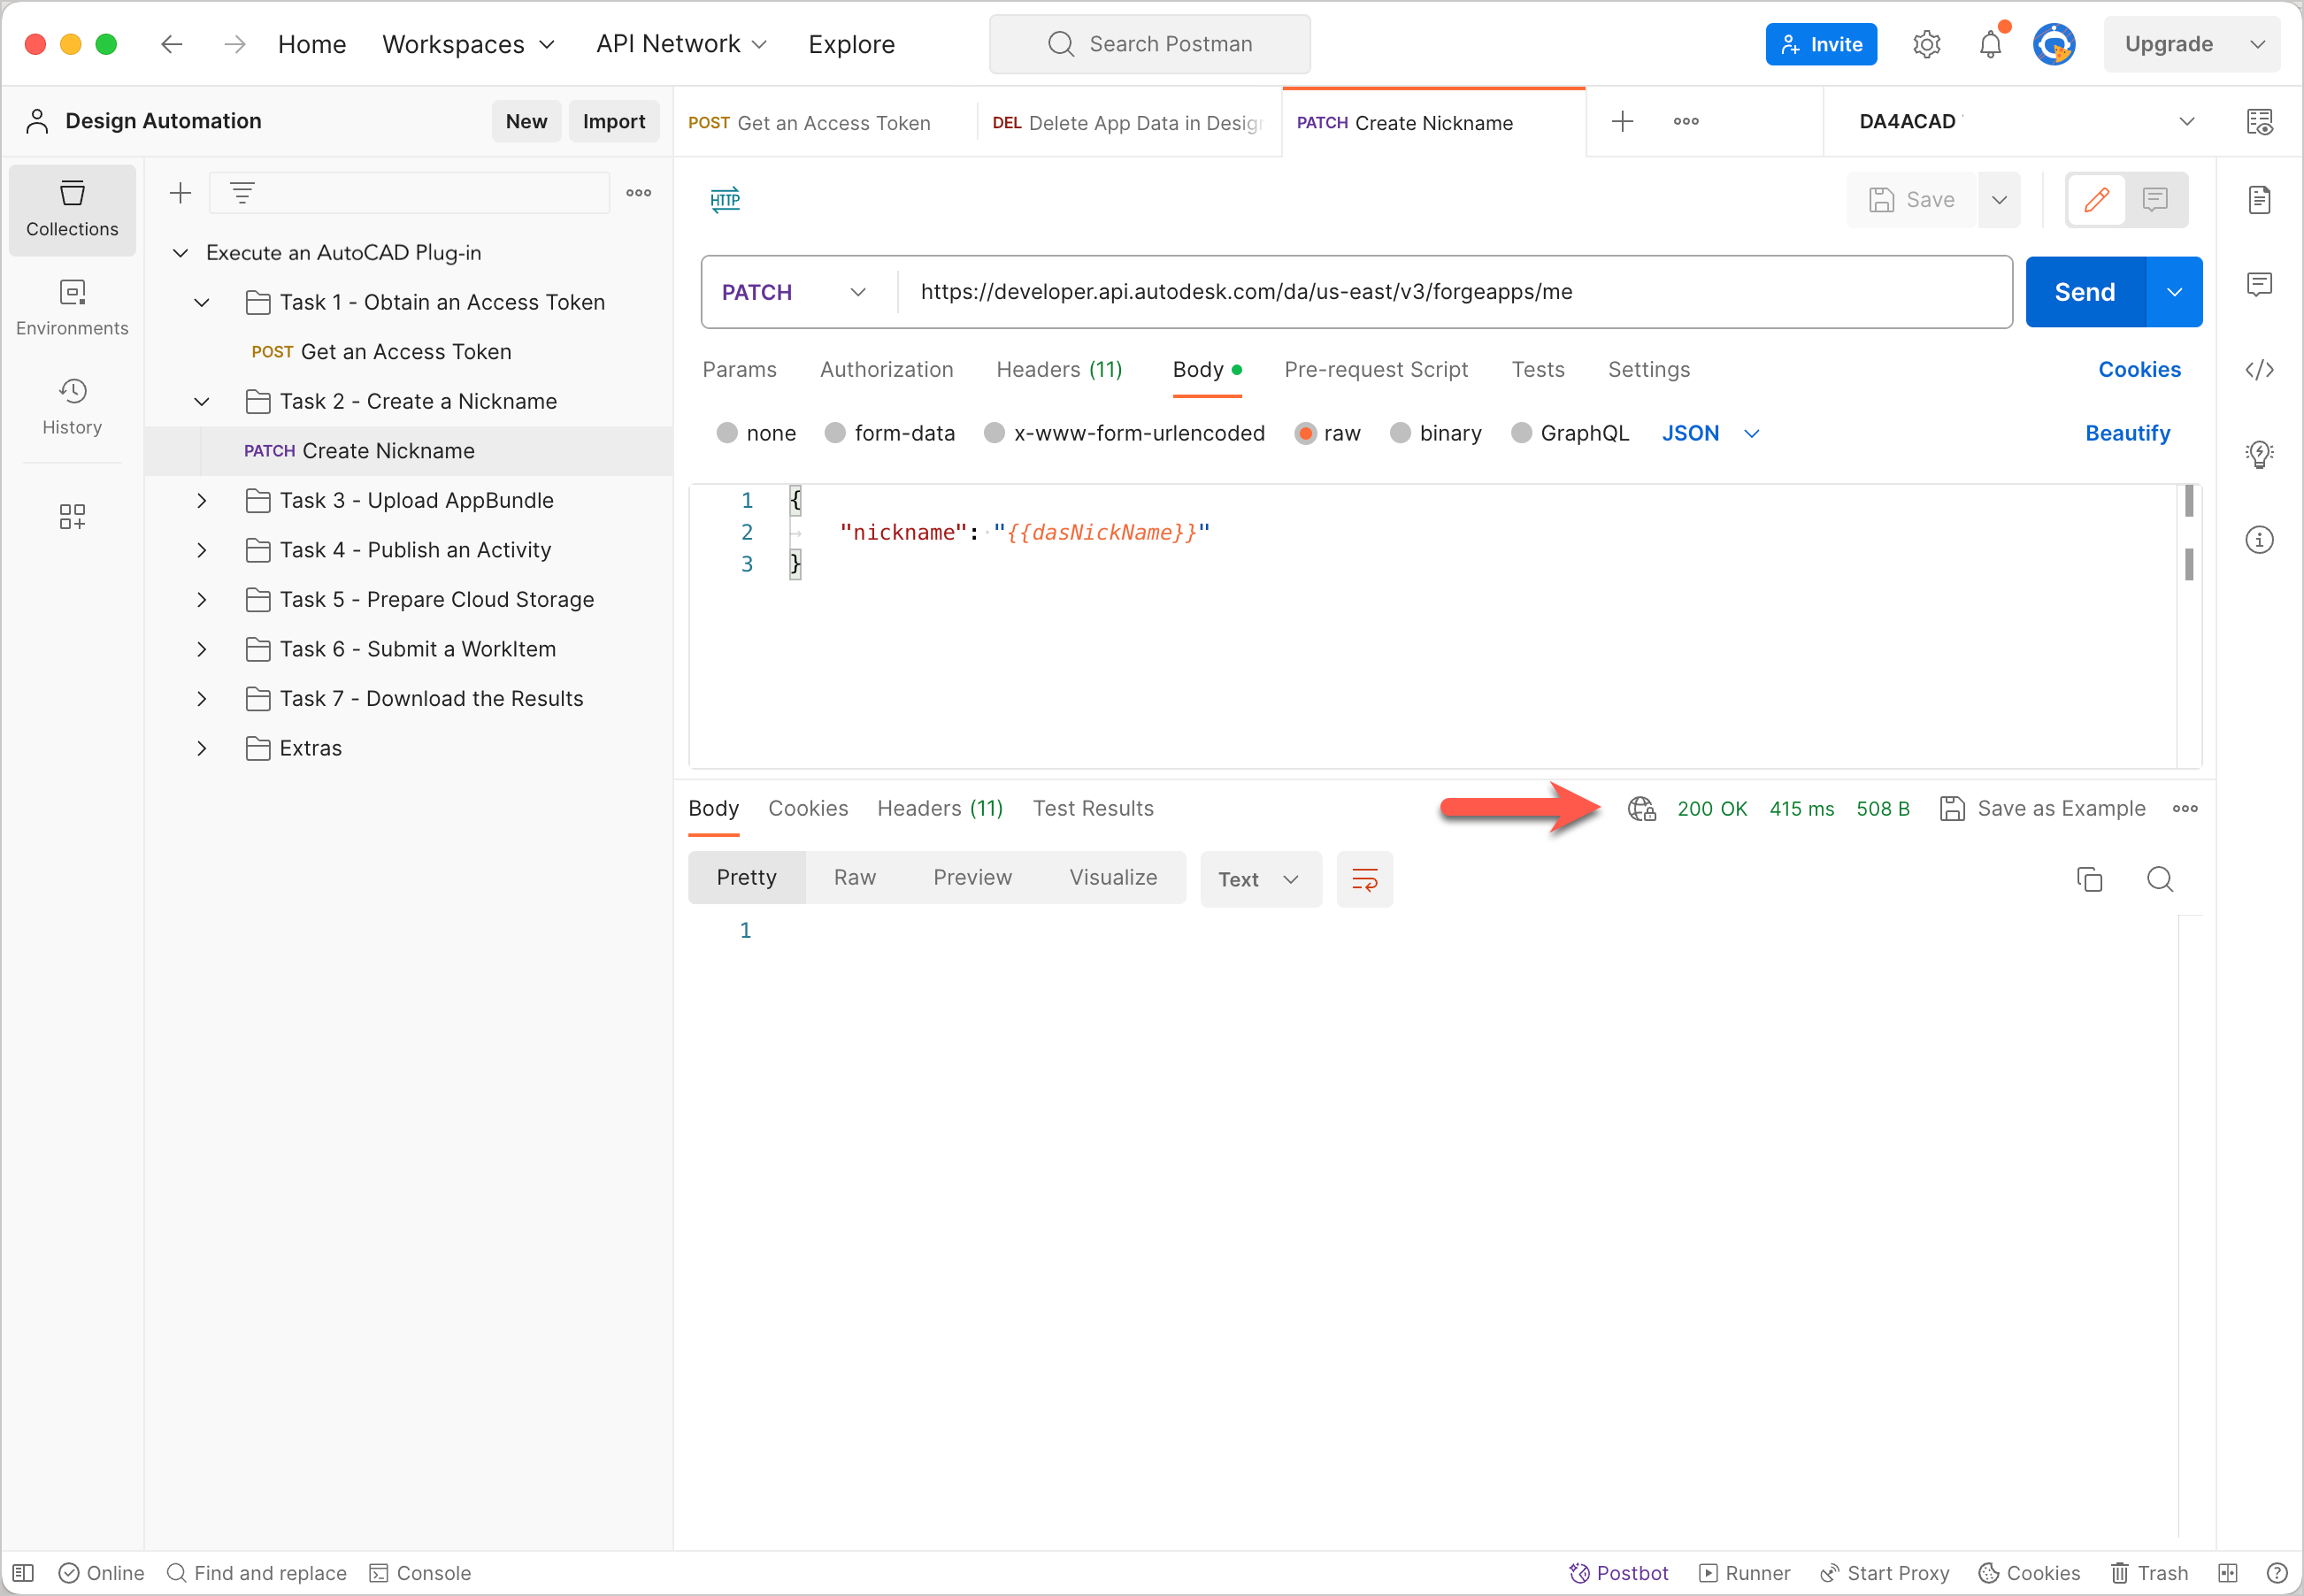 Home Workspaces API Network Explore Search Postman Invite Upgrade
Design Automation New Import
POST Get an Access Token DEL Delete App Data in Desig PATCH Create Nickname DA4ACAD
Collections
Environments
History
Execute an AutoCAD Plug-in
Task 1 - Obtain an Access Token
POST Get an Access Token
Task 2 - Create a Nickname
PATCH Create Nickname
Task 3 - Upload AppBundle
Task 4 - Publish an Activity
Task 5 - Prepare Cloud Storage
Task 6 - Submit a WorkItem
Task 7 - Download the Results
Extras
HTTP Save
PATCH https://developer.api.autodesk.com/da/us-east/v3/forgeapps/me Send
Params Authorization Headers (11) Body Pre-request Script Tests Settings Cookies
none form-data x-www-form-urlencoded raw binary GraphQL JSON Beautify
1 {
2 "nickname": "{{dasNickName}}"
3 }
Body Cookies Headers (11) Test Results 200 OK 415 ms 508 B Save as Example
Pretty Raw Preview Visualize Text
1
Online Find and replace Console Postbot Runner Start Proxy Cookies Trash